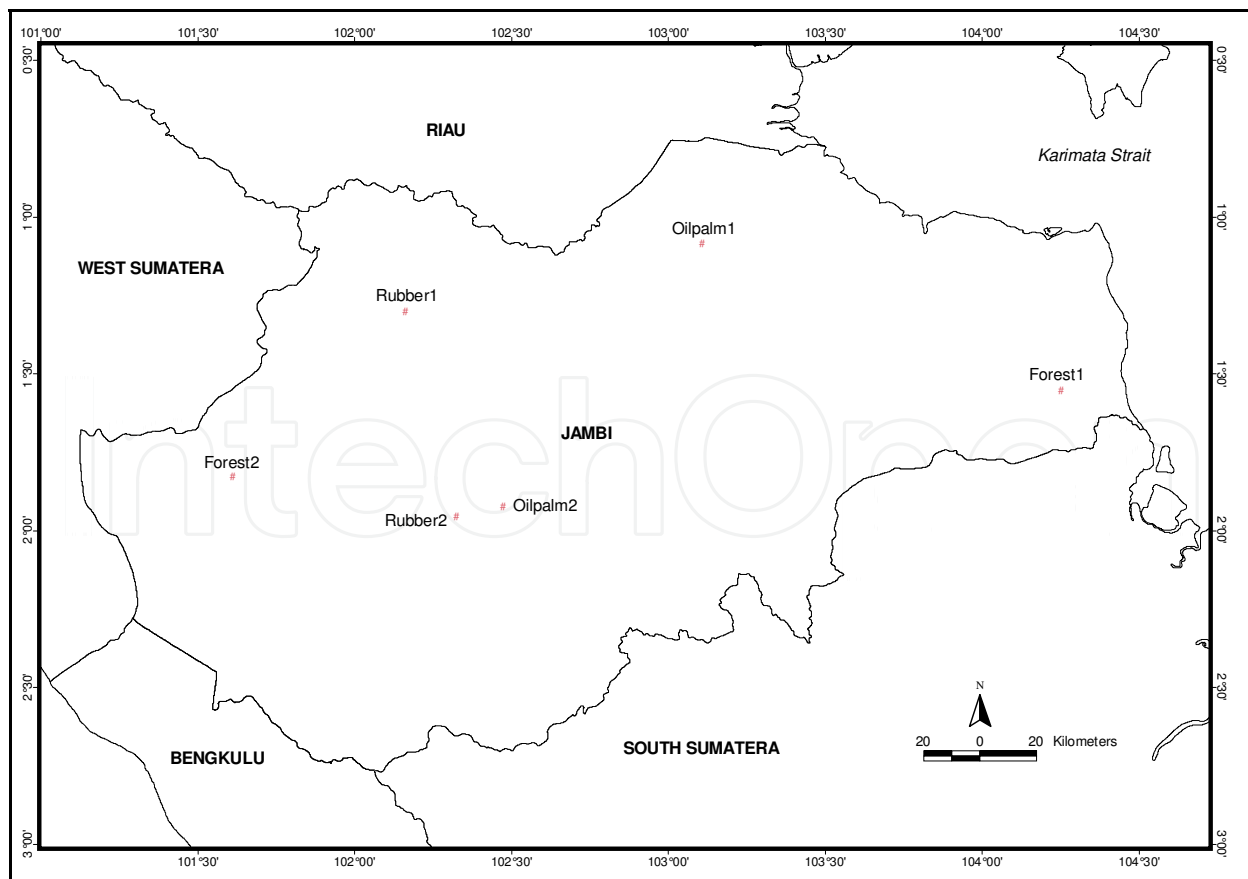 101°00' 101°30' 102°00' 102°30' 103°00' 103°30' 104°00' 104°30'
0°30' 0°30'
RIAU
Karimata Strait
1°00' 1°00'
Oilpalm1
#
WEST SUMATERA
Rubber1
#
1°30' 1°30'
Forest1
#
JAMBI
IntechOpen
Forest2
#
# Oilpalm2
Rubber2 #
2°00' 2°00'
2°30' 2°30'
N
20 0 20 Kilometers
SOUTH SUMATERA
BENGKULU
3°00' 3°00'
101°30' 102°00' 102°30' 103°00' 103°30' 104°00' 104°30'